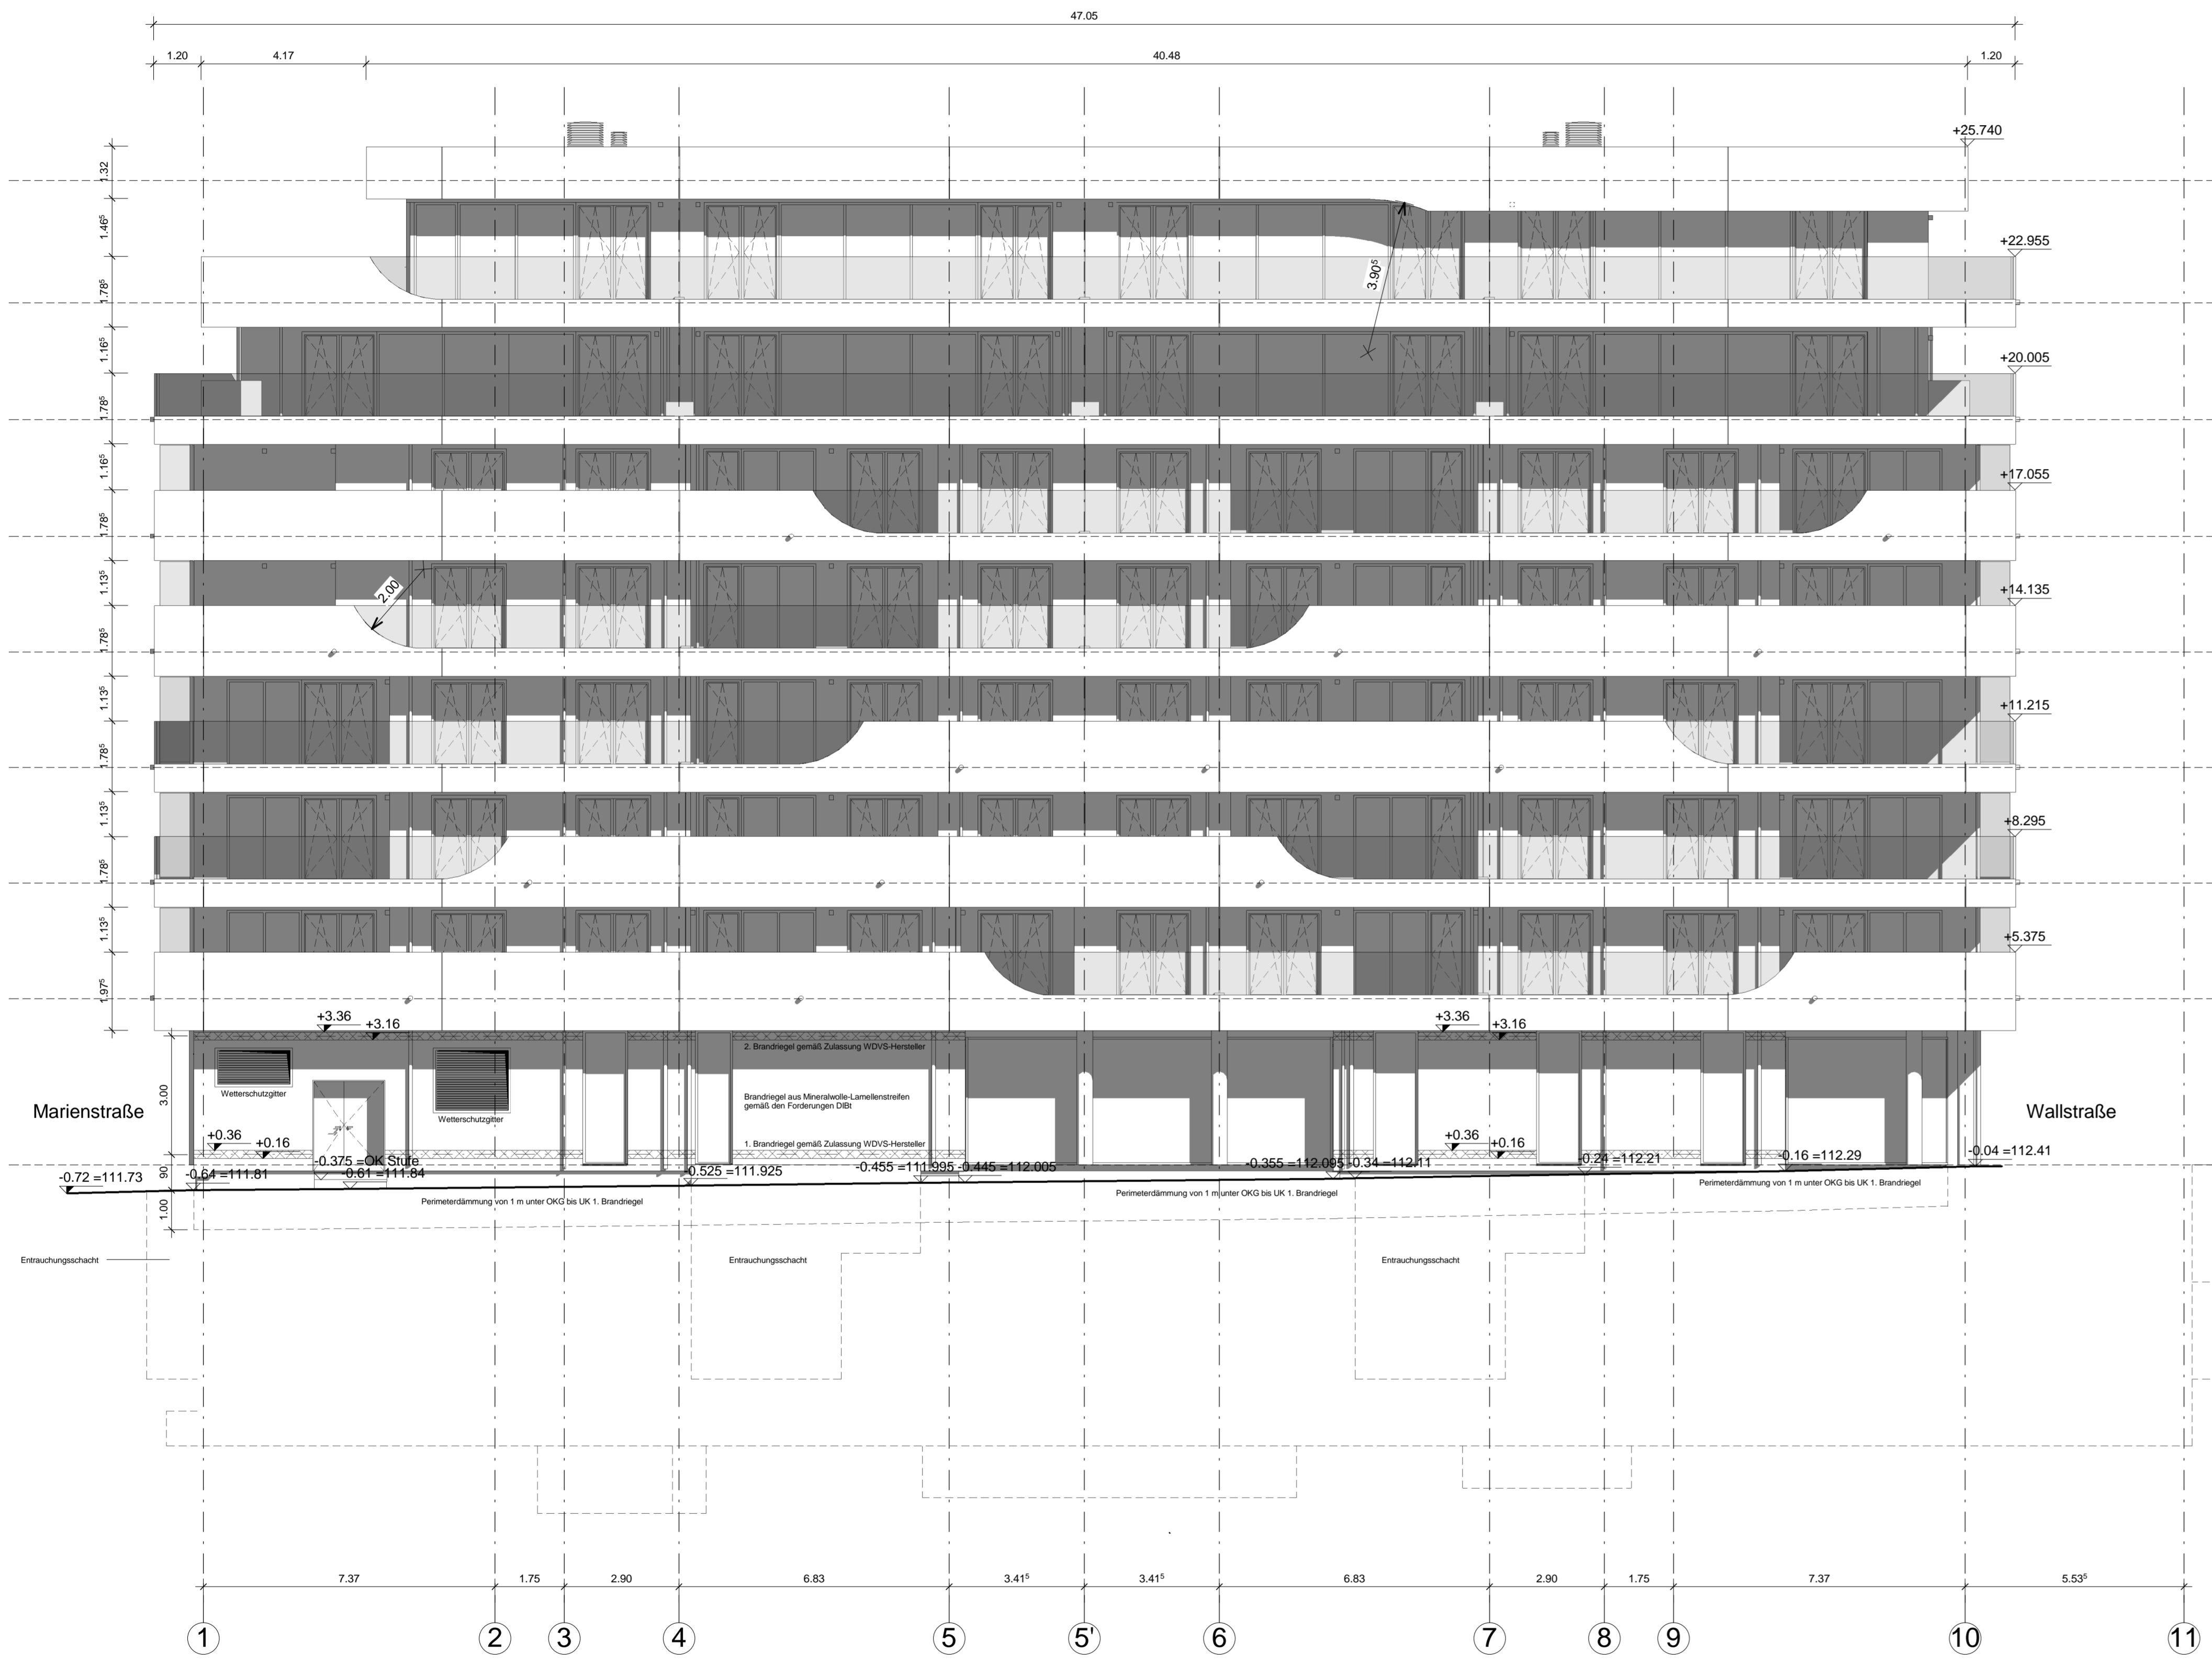 47.05
1.20 4.17 40.48 1.20
+25.740
1.32
1.46⁵
+22.955
3.90⁵
1.78⁵
1.16⁵
+20.005
1.78⁵
1.16⁵
+17.055
1.78⁵
1.13⁵
2.00
+14.135
1.78⁵
1.13⁵
+11.215
1.78⁵
1.13⁵
+8.295
1.78⁵
1.13⁵
+5.375
1.97⁵
+3.36 +3.16 +3.36 +3.16
2. Brandriegel gemäß Zulassung WDVS-Hersteller
3.00
Wetterschutzgitter
Brandriegel aus Mineralwolle-Lamellenstreifen
gemäß den Forderungen DIBt
Marienstraße
Wallstraße
Wetterschutzgitter
+0.36 +0.16
1. Brandriegel gemäß Zulassung WDVS-Hersteller
+0.36 +0.16
90
-0.375 =OK Stufe
-0.72 =111.73 -0.64 =111.81 -0.61 =111.84 -0.525 =111.925 -0.455 =111.995 -0.445 =112.005 -0.355 =112.095 -0.34 =112.11 -0.24 =112.21 -0.16 =112.29 -0.04 =112.41
1.00
Perimeterdämmung von 1 m unter OKG bis UK 1. Brandriegel
Perimeterdämmung von 1 m unter OKG bis UK 1. Brandriegel
Perimeterdämmung von 1 m unter OKG bis UK 1. Brandriegel
Entrauchungsschacht
Entrauchungsschacht
Entrauchungsschacht
7.37 1.75 2.90 6.83 3.41⁵ 3.41⁵ 6.83 2.90 1.75 7.37 5.53⁵
1 2 3 4 5 5' 6 7 8 9 10 11